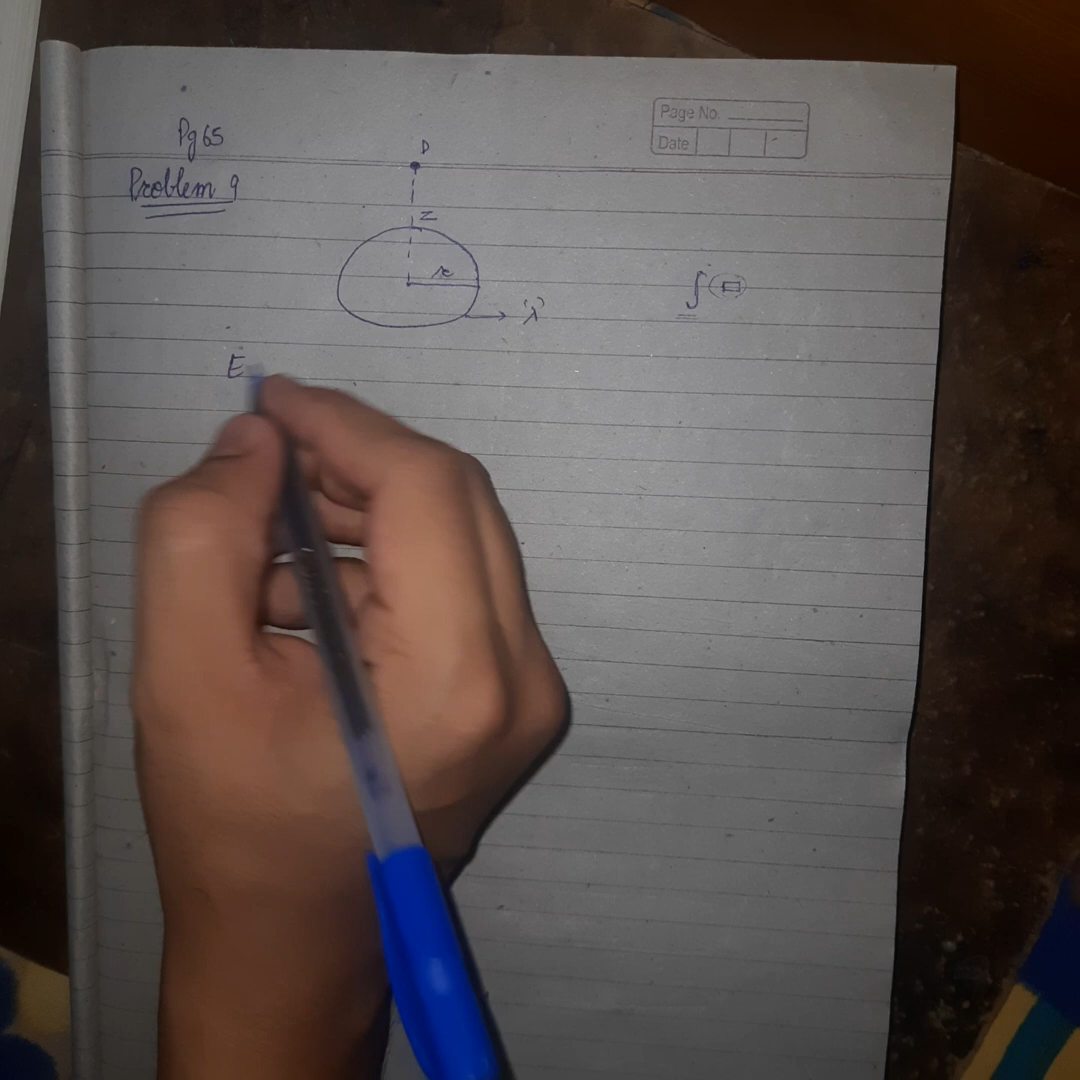 Page No.
Date
Pg 65
Problem 9
P
z
r
"λ"
∫
E